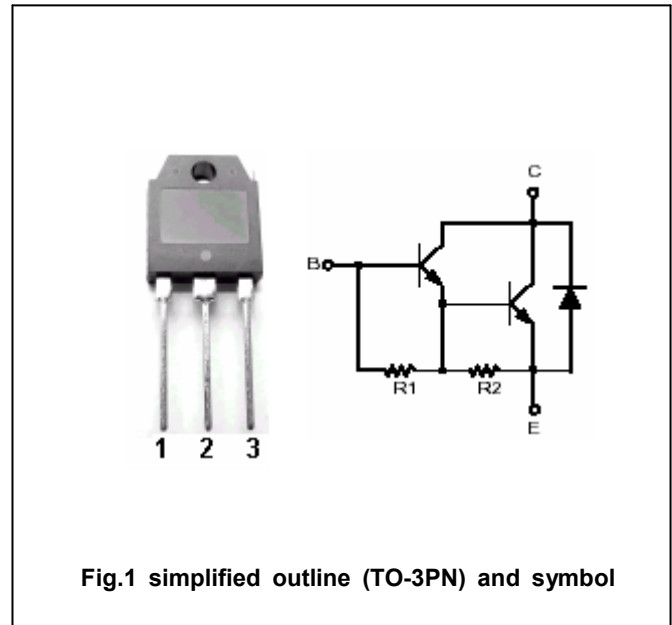 C
B
R1 R2
E
1 2 3
Fig.1 simplified outline (TO-3PN) and symbol